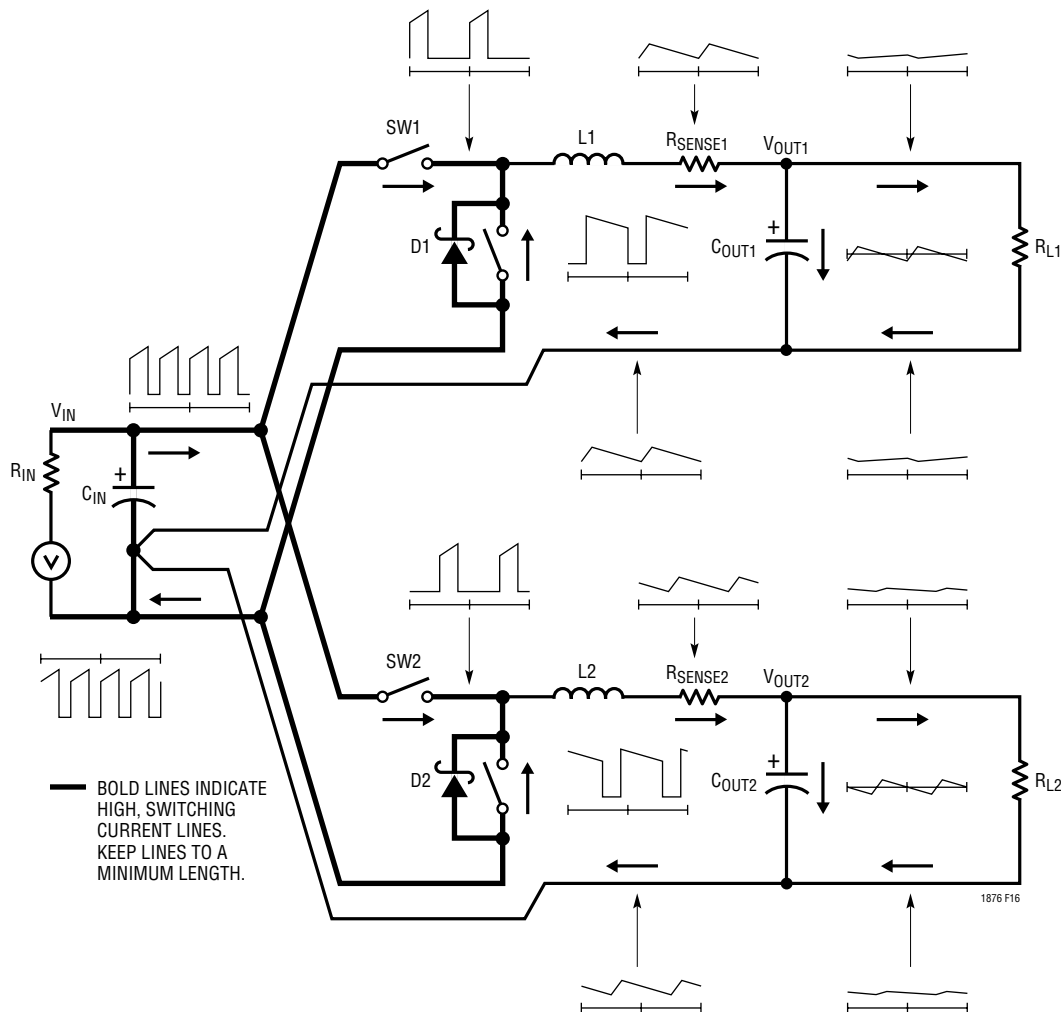 SW1
L1
RSENSE1
VOUT1
D1
COUT1
RL1
VIN
RIN
CIN
V
SW2
L2
RSENSE2
VOUT2
D2
COUT2
RL2
BOLD LINES INDICATE
HIGH, SWITCHING
CURRENT LINES.
KEEP LINES TO A
MINIMUM LENGTH.
1876 F16
+
+
+